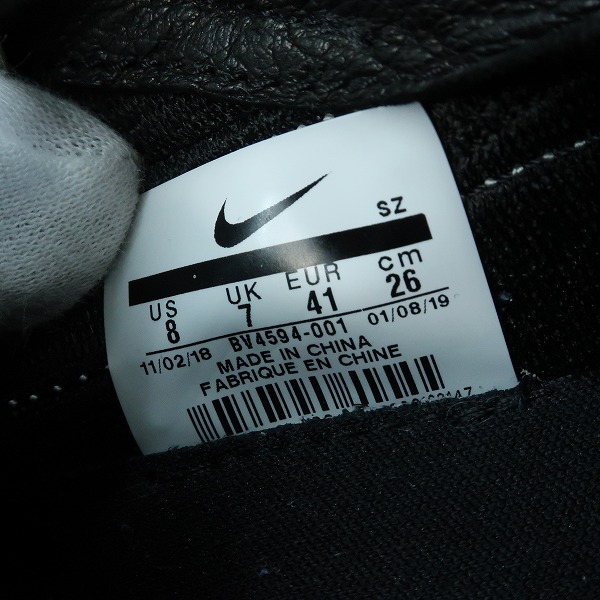 SZ
US UK EUR cm
8 7 41 26
11/02/18 BV4594-001 01/08/19
MADE IN CHINA
FABRIQUE EN CHINE